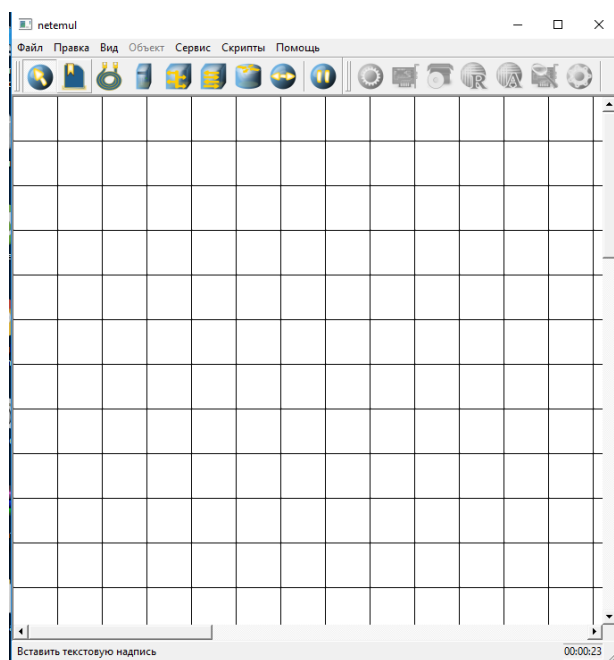 netemul
Файл Правка Вид Объект Сервис Скрипты Помощь
R A
Вставить текстовую надпись 00:00:23